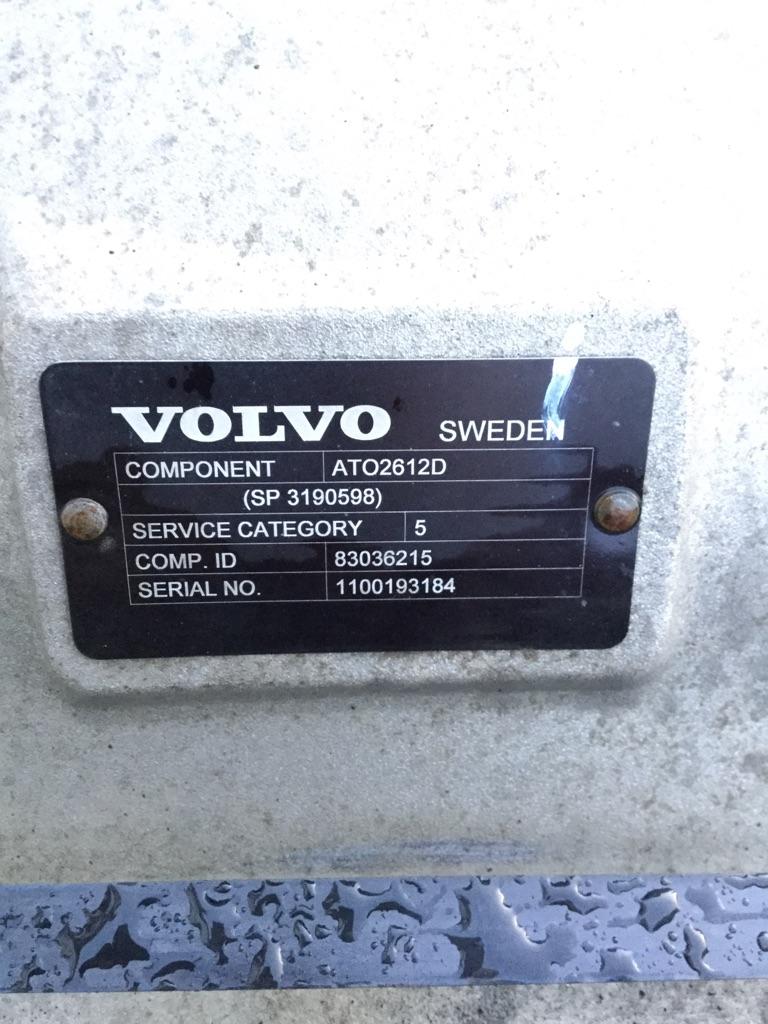 VOLVO SWEDEN
COMPONENT ATO2612D
(SP 3190598)
SERVICE CATEGORY 5
COMP. ID 83036215
SERIAL NO. 1100193184